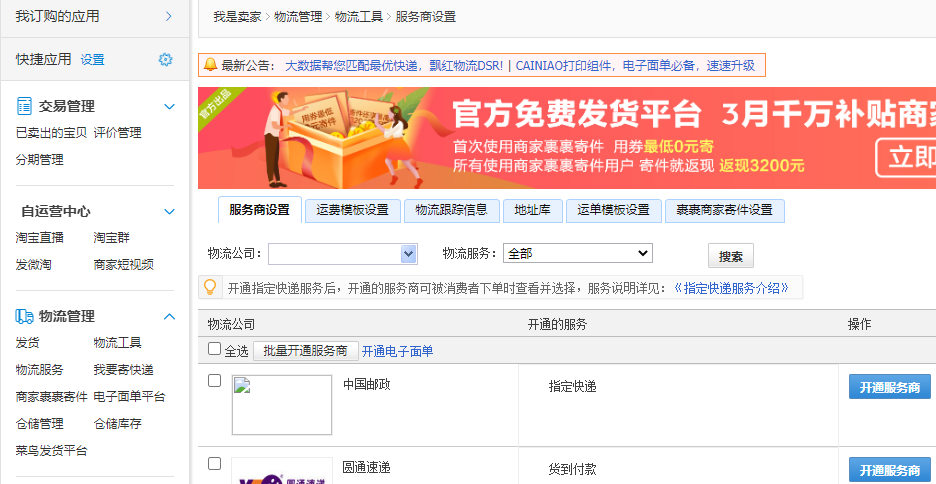 我订购的应用
快捷应用 设置
交易管理
已卖出的宝贝 评价管理
分期管理
自运营中心
淘宝直播 淘宝群
发微淘 商家短视频
物流管理
发货 物流工具
物流服务 我要寄快递
商家裹裹寄件 电子面单平台
仓储管理 仓储库存
菜鸟发货平台
我是卖家 > 物流管理 > 物流工具 > 服务商设置
最新公告： 大数据帮您匹配最优快递，飘红物流DSR! | CAINIAO打印组件，电子面单必备，速速升级
官方出品
官方免费发货平台 3月千万补贴商家
首次使用商家裹裹寄件 用券最低0元寄
所有使用商家裹裹寄件用户 寄件就返现 返现3200元
立即
服务商设置 运费模板设置 物流跟踪信息 地址库 运单模板设置 裹裹商家寄件设置
物流公司： 物流服务： 全部 搜索
开通指定快递服务后，开通的服务商可被消费者下单时查看并选择，服务说明详见：《指定快递服务介绍》
物流公司 开通的服务 操作
全选 批量开通服务商 开通电子面单
中国邮政 指定快递 开通服务商
圆通速递 货到付款 开通服务商